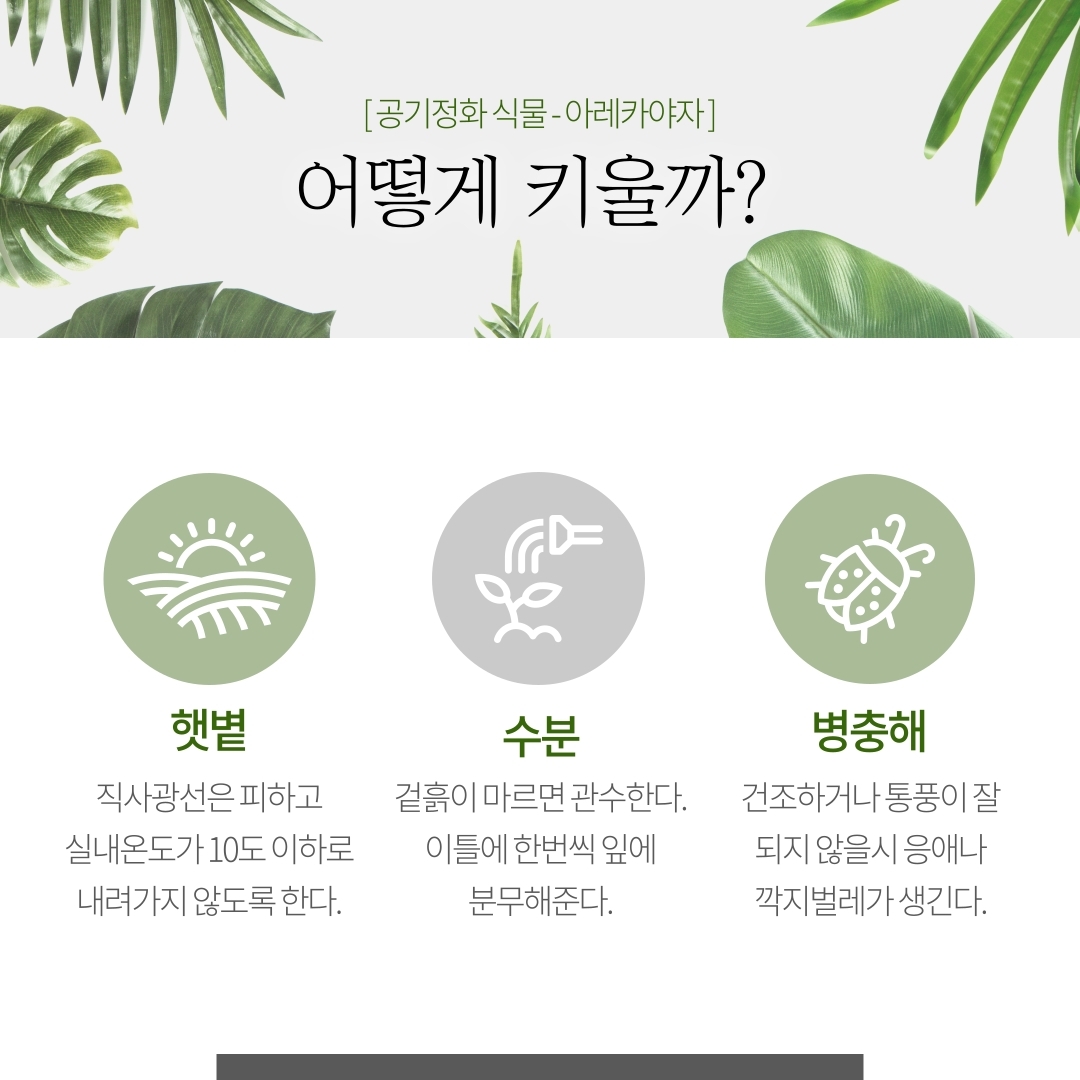 [ 공기정화 식물 - 아레카야자 ]
어떻게 키울까?
햇볕
직사광선은 피하고
실내온도가 10도 이하로
내려가지 않도록 한다.
수분
겉흙이 마르면 관수한다.
이틀에 한번씩 잎에
분무해준다.
병충해
건조하거나 통풍이 잘
되지 않을시 응애나
깍지벌레가 생긴다.